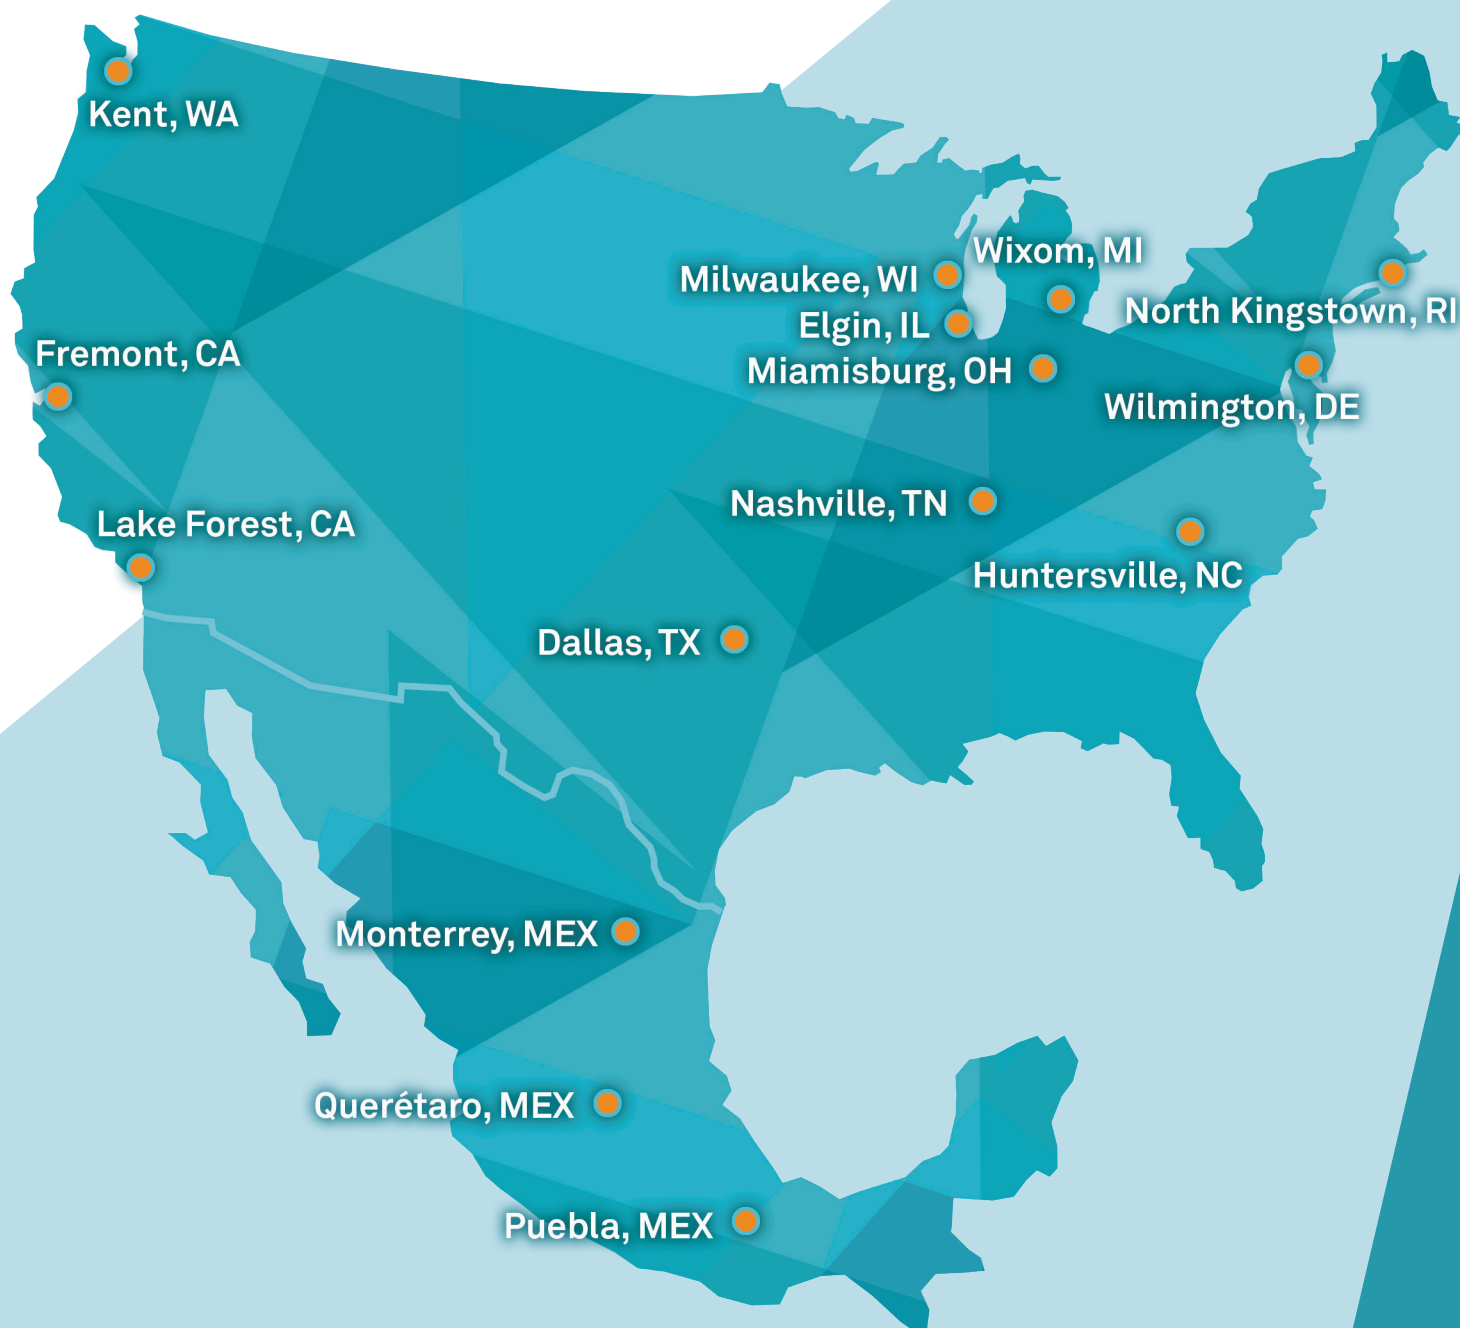 Kent, WA
Wixom, MI
Milwaukee, WI
North Kingstown, RI
Elgin, IL
Fremont, CA
Miamisburg, OH
Wilmington, DE
Nashville, TN
Lake Forest, CA
Huntersville, NC
Dallas, TX
Monterrey, MEX
Querétaro, MEX
Puebla, MEX